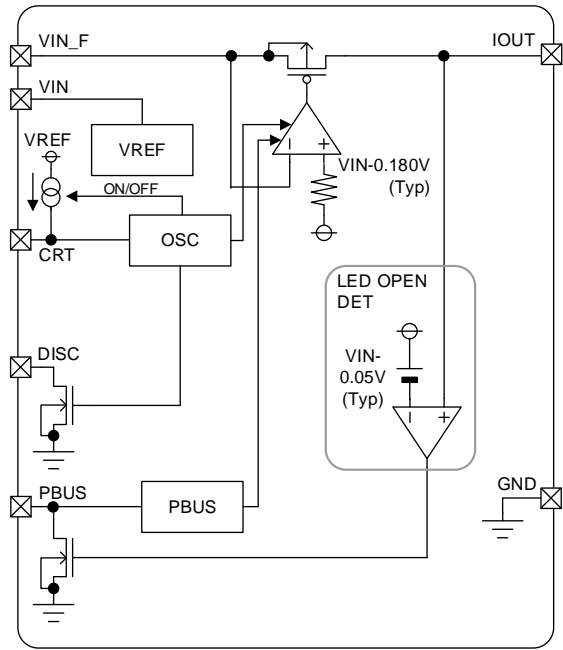 VIN_F
IOUT
VIN
VREF
VREF
VIN-0.180V
(Typ)
ON/OFF
OSC
CRT
LED OPEN
DET
VIN-
0.05V
(Typ)
DISC
PBUS
PBUS
GND